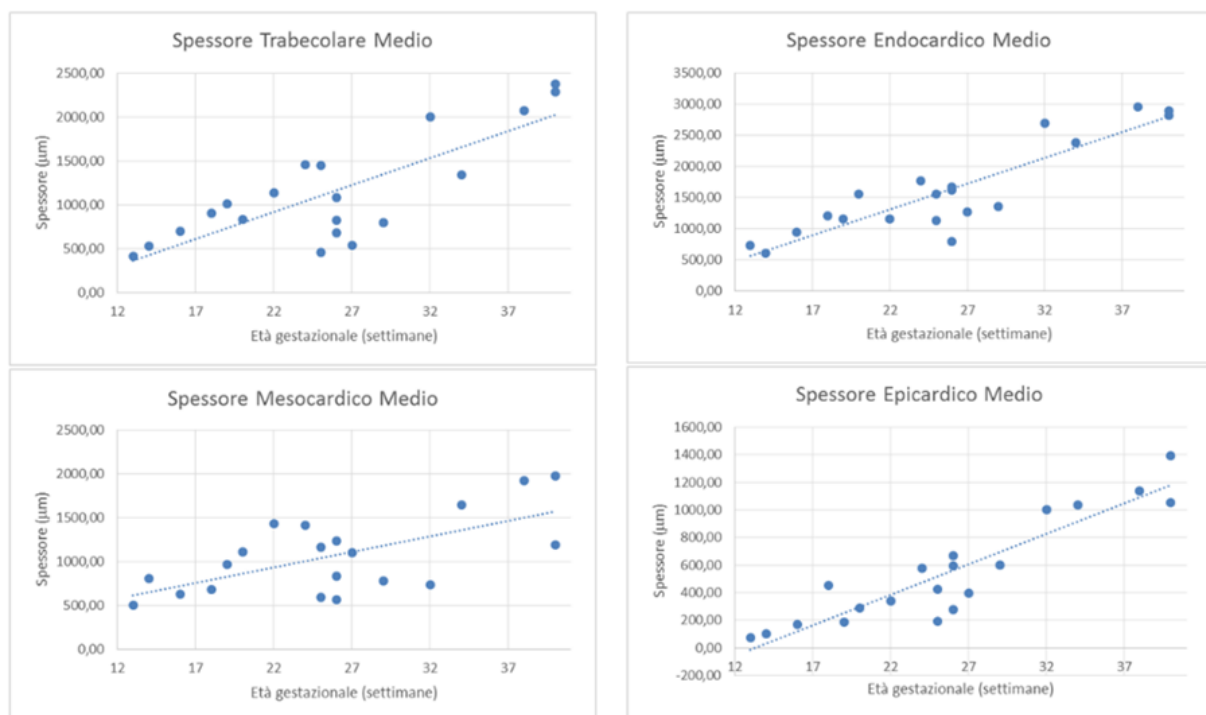 Spessore Trabecolare Medio
2500,00
2000,00
1500,00
1000,00
500,00
0,00
Spessore (µm)
12 17 22 27 32 37
Età gestazionale (settimane)
Spessore Endocardico Medio
3500,00
3000,00
2500,00
2000,00
1500,00
1000,00
500,00
0,00
Spessore (µm)
12 17 22 27 32 37
Età gestazionale (settimane)
Spessore Mesocardico Medio
2500,00
2000,00
1500,00
1000,00
500,00
0,00
Spessore (µm)
12 17 22 27 32 37
Età gestazionale (settimane)
Spessore Epicardico Medio
1600,00
1400,00
1200,00
1000,00
800,00
600,00
400,00
200,00
0,00
-200,00
Spessore (µm)
12 17 22 27 32 37
Età gestazionale (settimane)